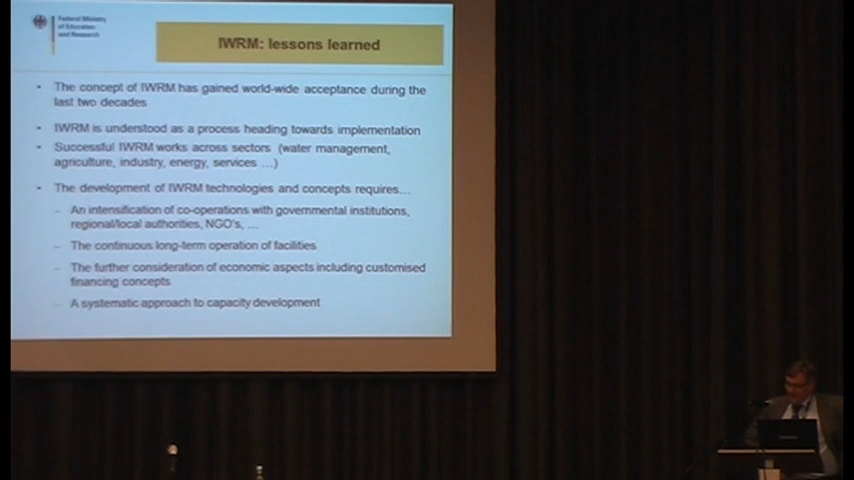 Federal Ministry
of Education
and Research
IWRM: lessons learned
• The concept of IWRM has gained world-wide acceptance during the
last two decades
• IWRM is understood as a process heading towards implementation
• Successful IWRM works across sectors (water management,
agriculture, industry, energy, services …)
• The development of IWRM technologies and concepts requires…
– An intensification of co-operations with governmental institutions,
regional/local authorities, NGO's, …
– The continuous long-term operation of facilities
– The further consideration of economic aspects including customised
financing concepts
– A systematic approach to capacity development